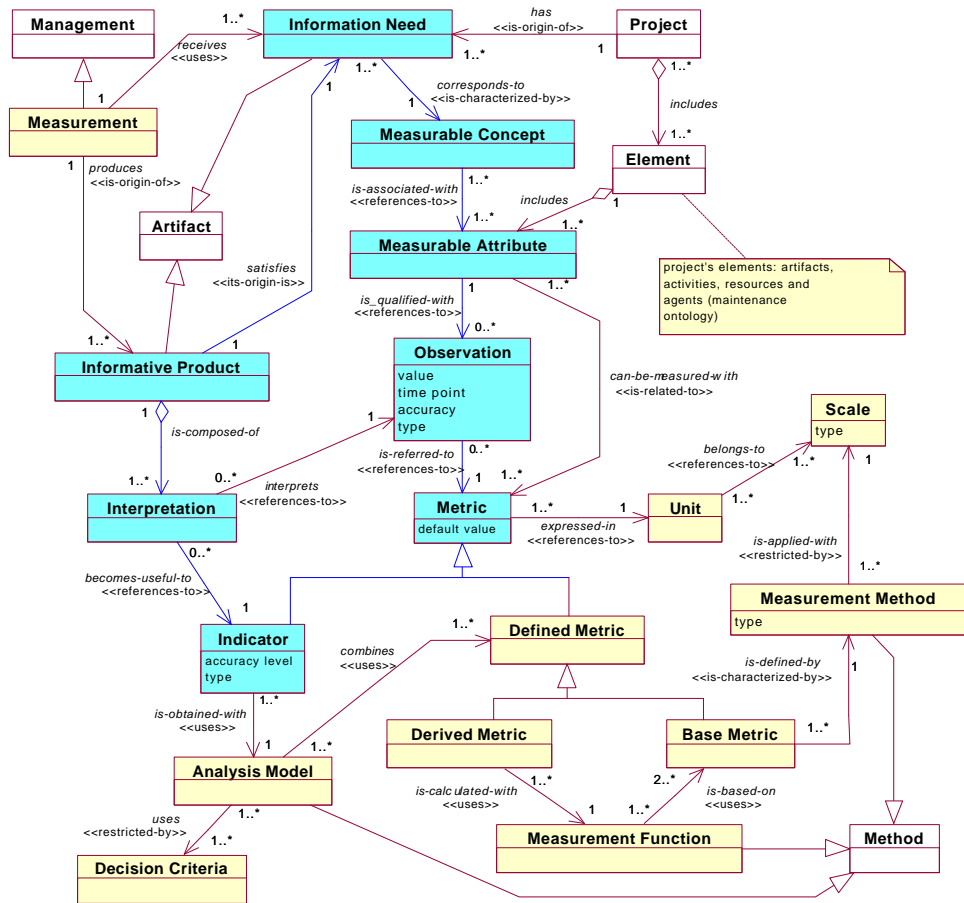 Management
1..*
receives
<<uses>>
Information Need
has
<<is-origin-of>>
Project
1..*
1
1..*
1..*
1
1
corresponds-to
<<is-characterized-by>>
1
includes
Measurement
1
produces
<<is-origin-of>>
Measurable Concept
1..*
Element
1..*
is-associated-with
<<references-to>>
includes
1
Artifact
1..*
1..*
Measurable Attribute
satisfies
<<its-origin-is>>
1
1..*
project's elements: artifacts,
activities, resources and
agents (maintenance
ontology)
is_qualified-with
<<references-to>>
1..*
1
0..*
Informative Product
Observation
value
time point
accuracy
type
can-be-measured-with
<<is-related-to>>
1
1
Scale
type
is-composed-of
is-referred-to
<<references-to>>
0..*
belongs-to
<<references-to>>
1..*
1
1..*
0..*
interprets
<<references-to>>
1
1..*
1..*
Interpretation
Metric
default value
1..*
1
expressed-in
<<references-to>>
Unit
0..*
is-applied-with
<<restricted-by>>
1..*
becomes-useful-to
<<references-to>>
1
Measurement Method
type
Indicator
accuracy level
type
1..*
combines
<<uses>>
Defined Metric
is-defined-by
<<is-characterized-by>>
1
1..*
is-obtained-with
<<uses>>
1
1..*
Derived Metric
Base Metric
1..*
Analysis Model
1..*
2..*
is-calculated-with
<<uses>>
is-based-on
<<uses>>
uses
<<restricted-by>>
1..*
1
1..*
1..*
Measurement Function
Method
Decision Criteria